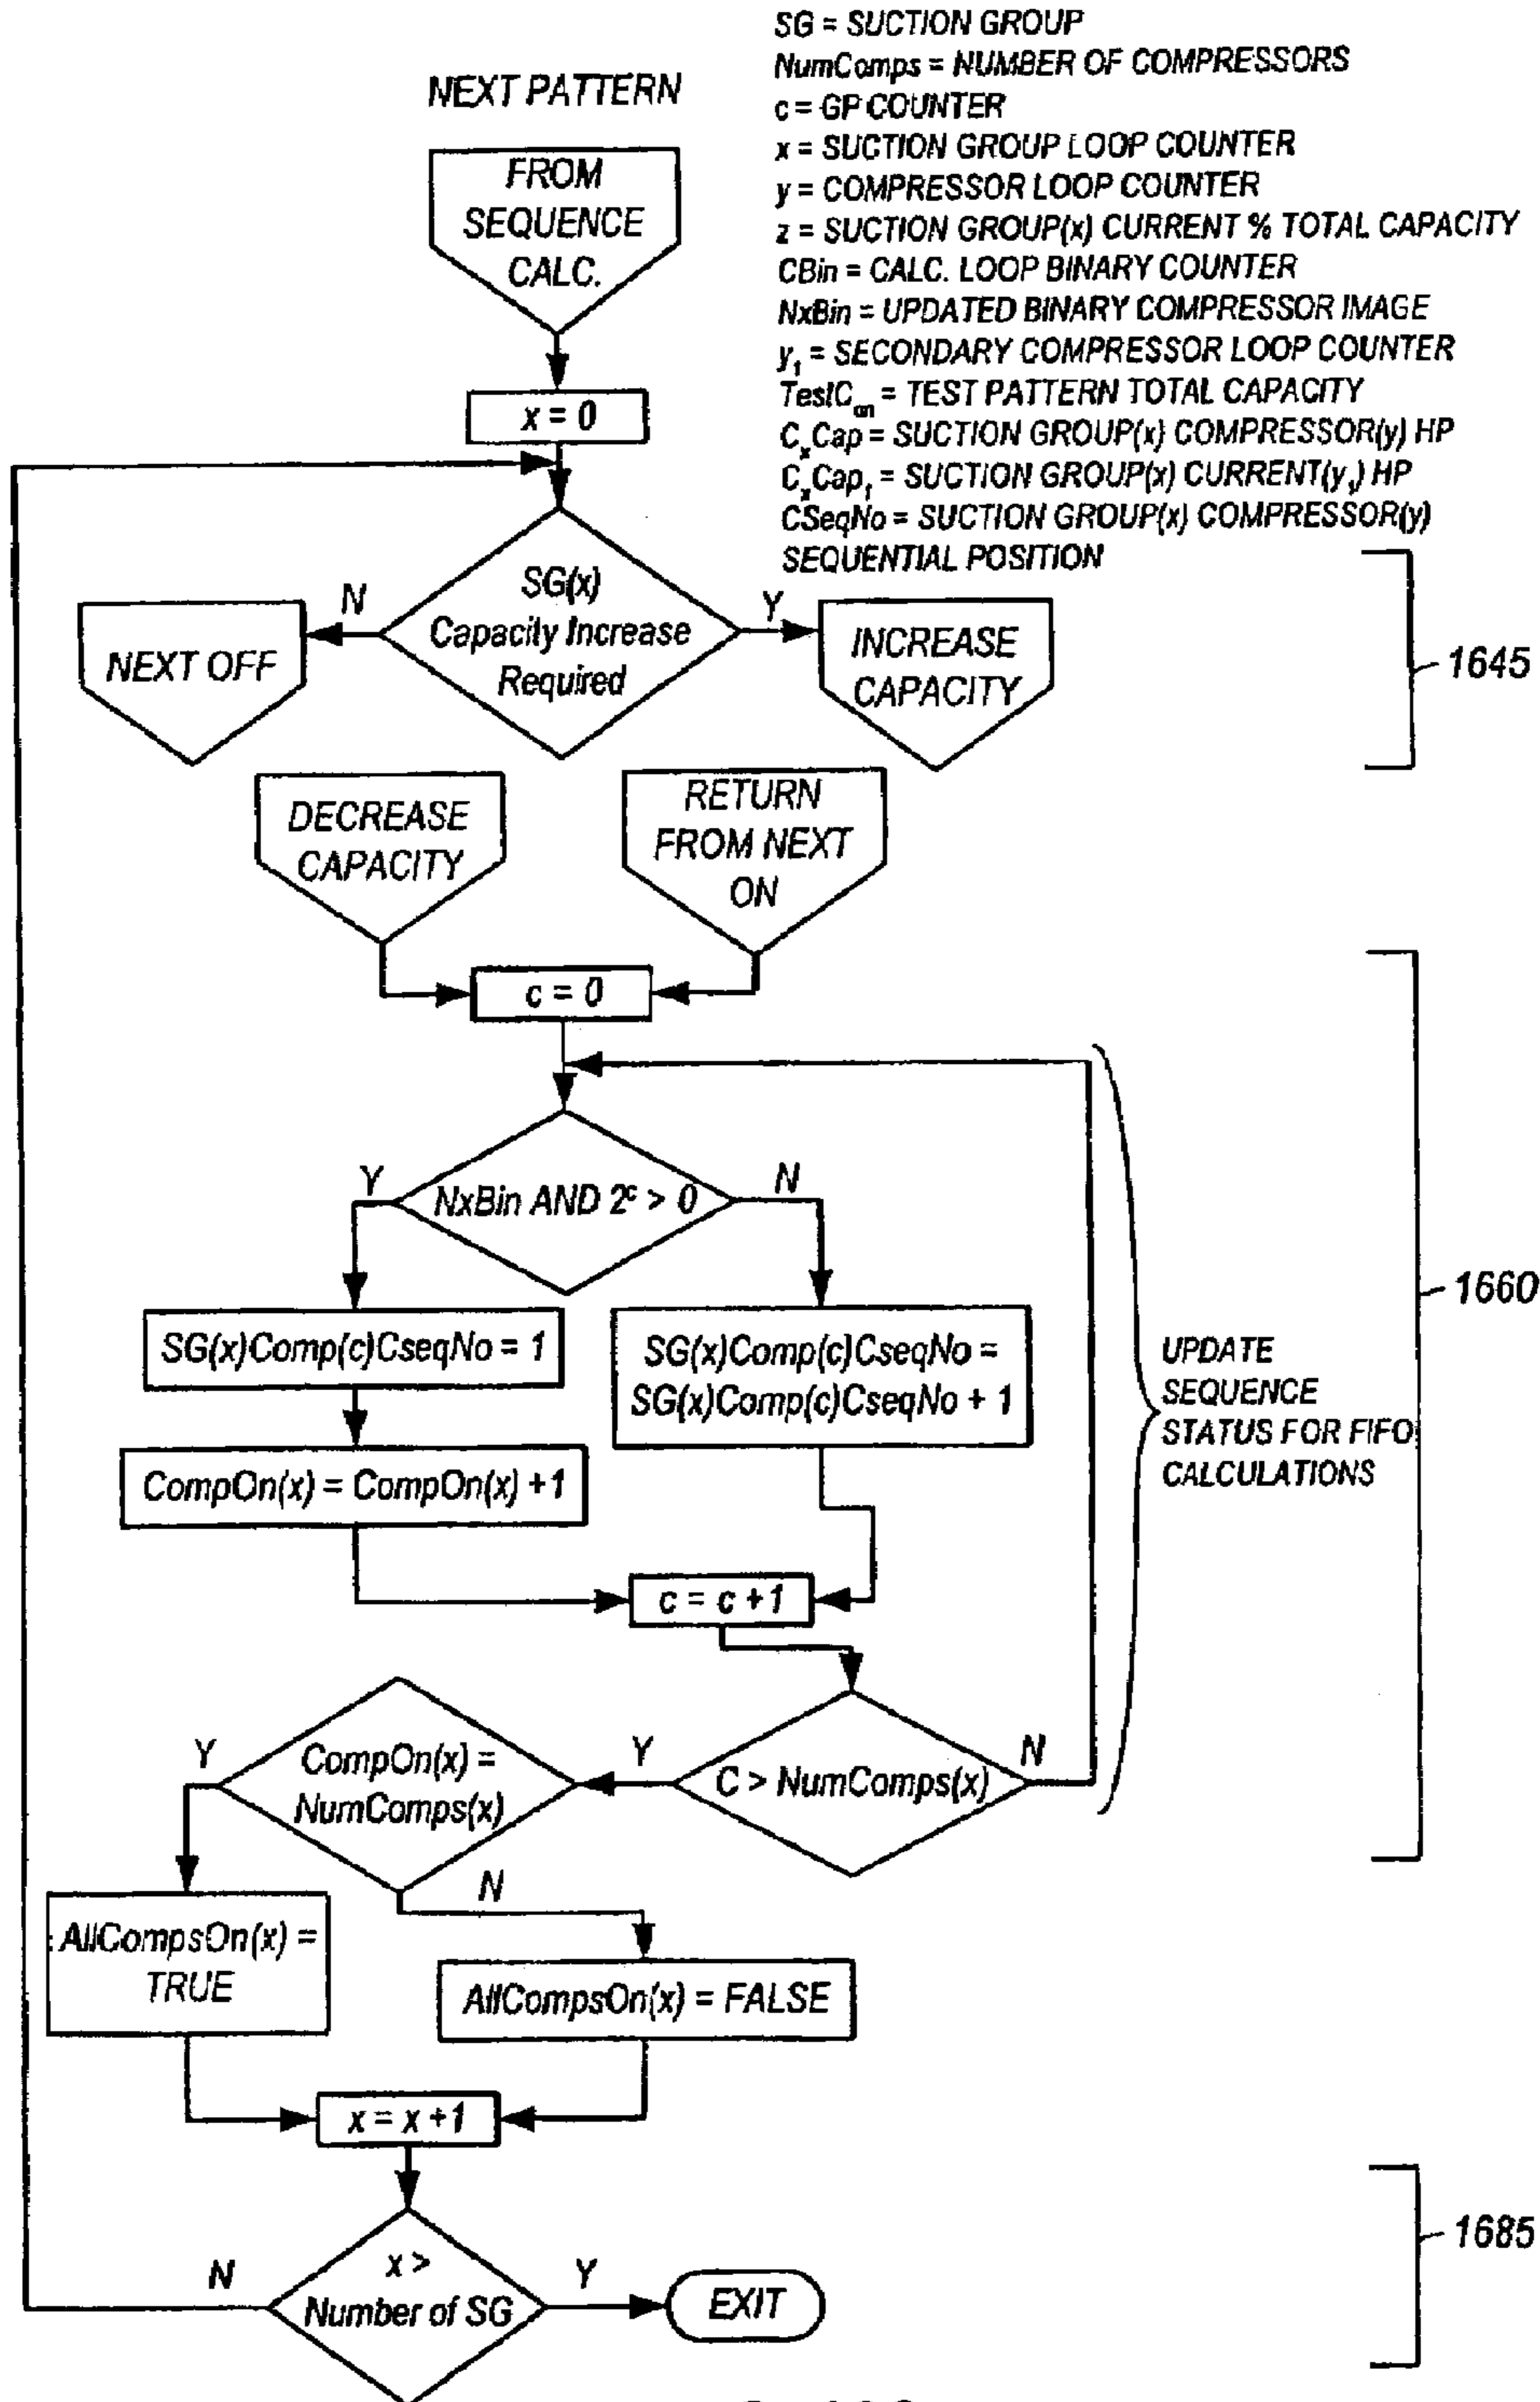 SG = SUCTION GROUP
NumComps = NUMBER OF COMPRESSORS
c = GP COUNTER
x = SUCTION GROUP LOOP COUNTER
y = COMPRESSOR LOOP COUNTER
z = SUCTION GROUP(x) CURRENT % TOTAL CAPACITY
CBin = CALC. LOOP BINARY COUNTER
NxBin = UPDATED BINARY COMPRESSOR IMAGE
y₁ = SECONDARY COMPRESSOR LOOP COUNTER
TestC_on = TEST PATTERN TOTAL CAPACITY
CₓCap = SUCTION GROUP(x) COMPRESSOR(y) HP
CₓCap₁ = SUCTION GROUP(x) CURRENT(y₁) HP
CSeqNo = SUCTION GROUP(x) COMPRESSOR(y)
SEQUENTIAL POSITION
NEXT PATTERN
FROM
SEQUENCE
CALC.
x = 0
SG(x)
Capacity Increase
Required
N
Y
NEXT OFF
INCREASE
CAPACITY
1645
DECREASE
CAPACITY
RETURN
FROM NEXT
ON
c = 0
NxBin AND 2ᶜ > 0
Y
N
SG(x)Comp(c)CseqNo = 1
SG(x)Comp(c)CseqNo =
SG(x)Comp(c)CseqNo + 1
CompOn(x) = CompOn(x) +1
UPDATE
SEQUENCE
STATUS FOR FIFO
CALCULATIONS
1660
c = c +1
C > NumComps(x)
Y
N
CompOn(x) =
NumComps(x)
Y
N
AllCompsOn(x) =
TRUE
AllCompsOn(x) = FALSE
x = x +1
x >
Number of SG
N
Y
EXIT
1685